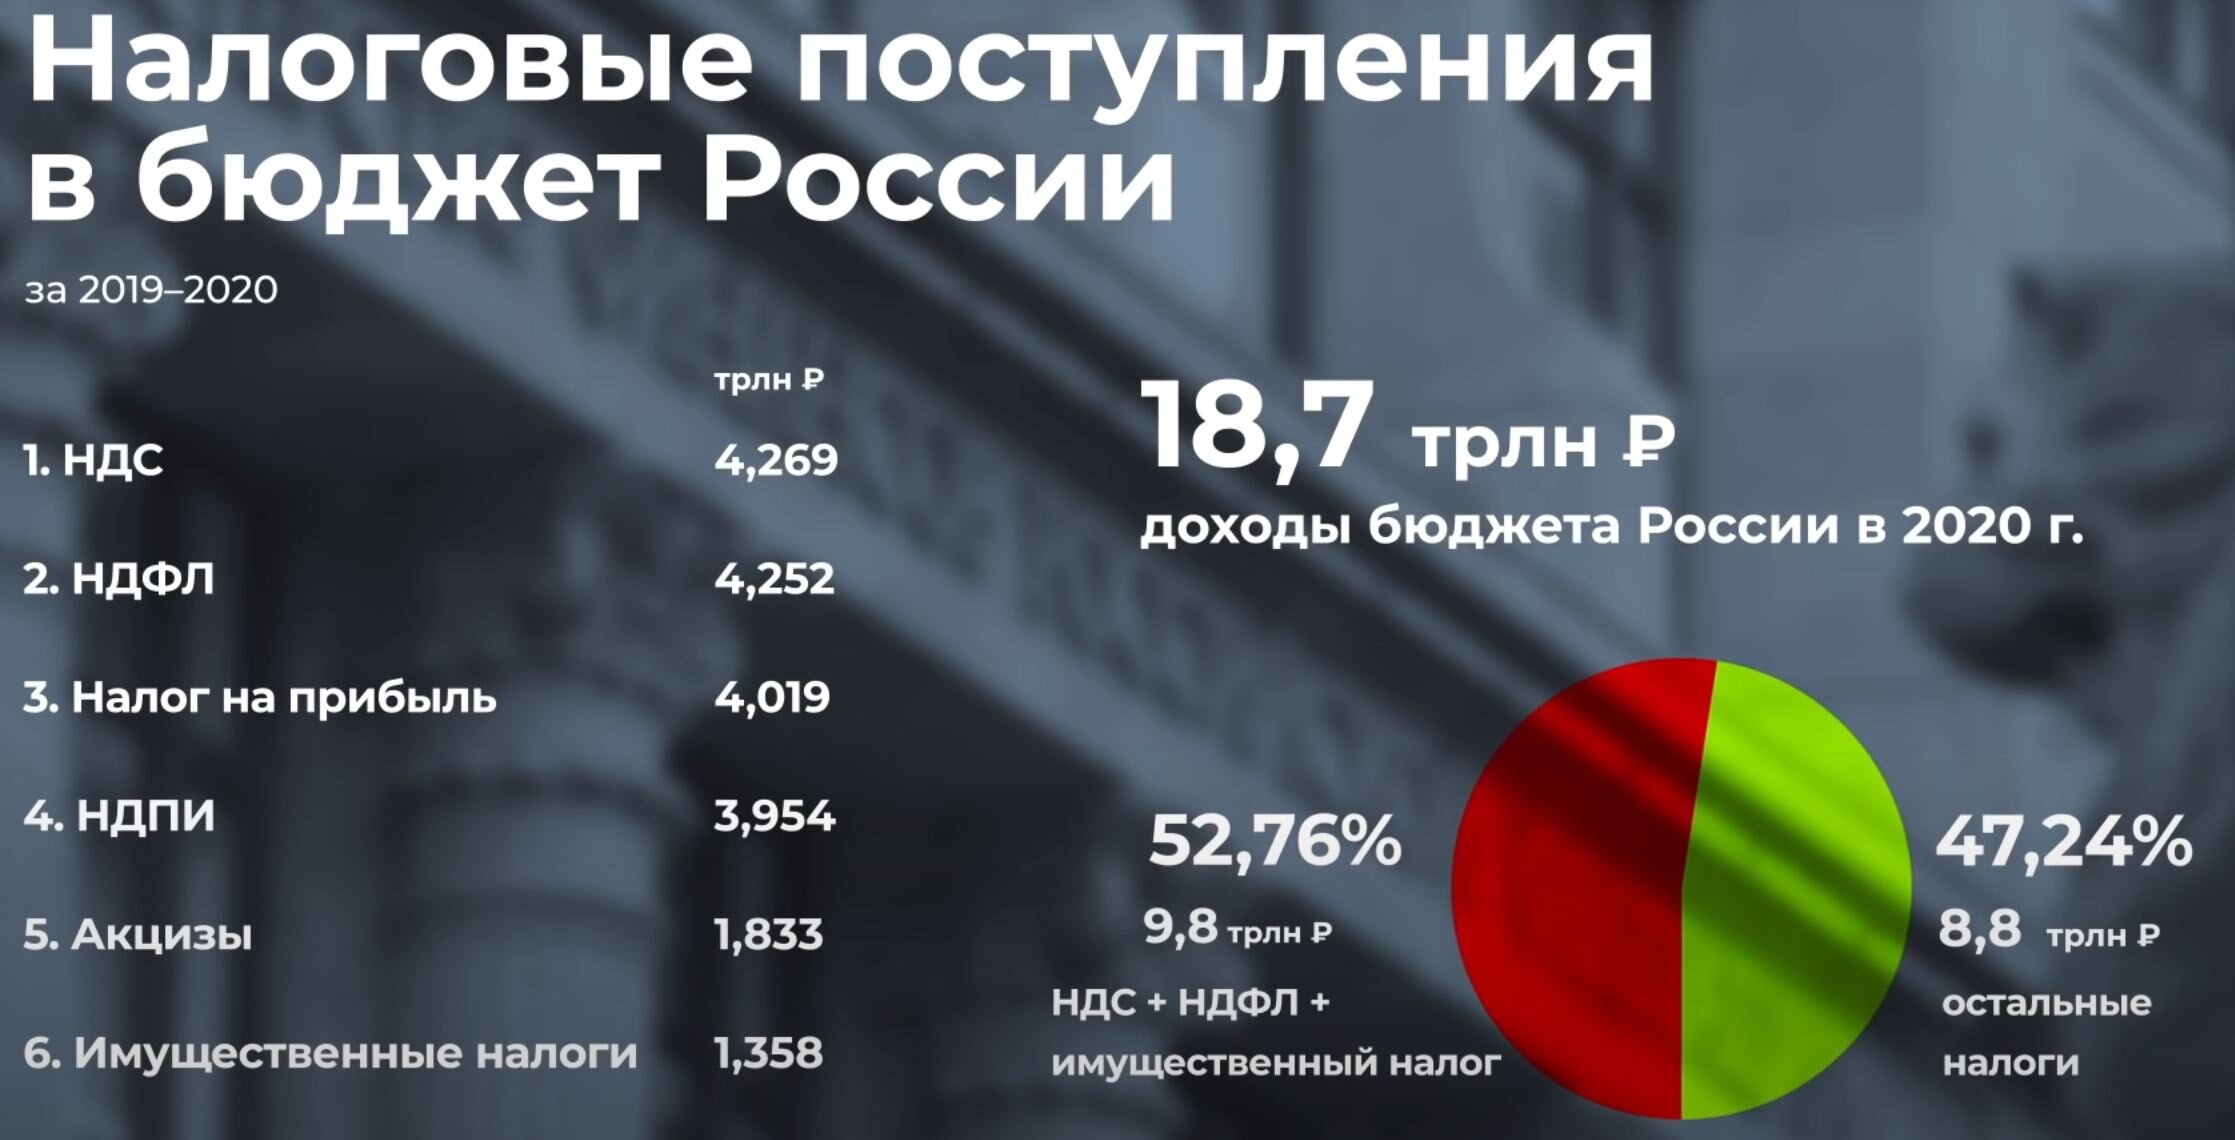 Налоговые поступления
в бюджет России
за 2019–2020
трлн ₽
1. НДС 4,269
2. НДФЛ 4,252
3. Налог на прибыль 4,019
4. НДПИ 3,954
5. Акцизы 1,833
6. Имущественные налоги 1,358
18,7 трлн ₽
доходы бюджета России в 2020 г.
52,76%
9,8 трлн ₽
НДС + НДФЛ +
имущественный налог
47,24%
8,8 трлн ₽
остальные
налоги